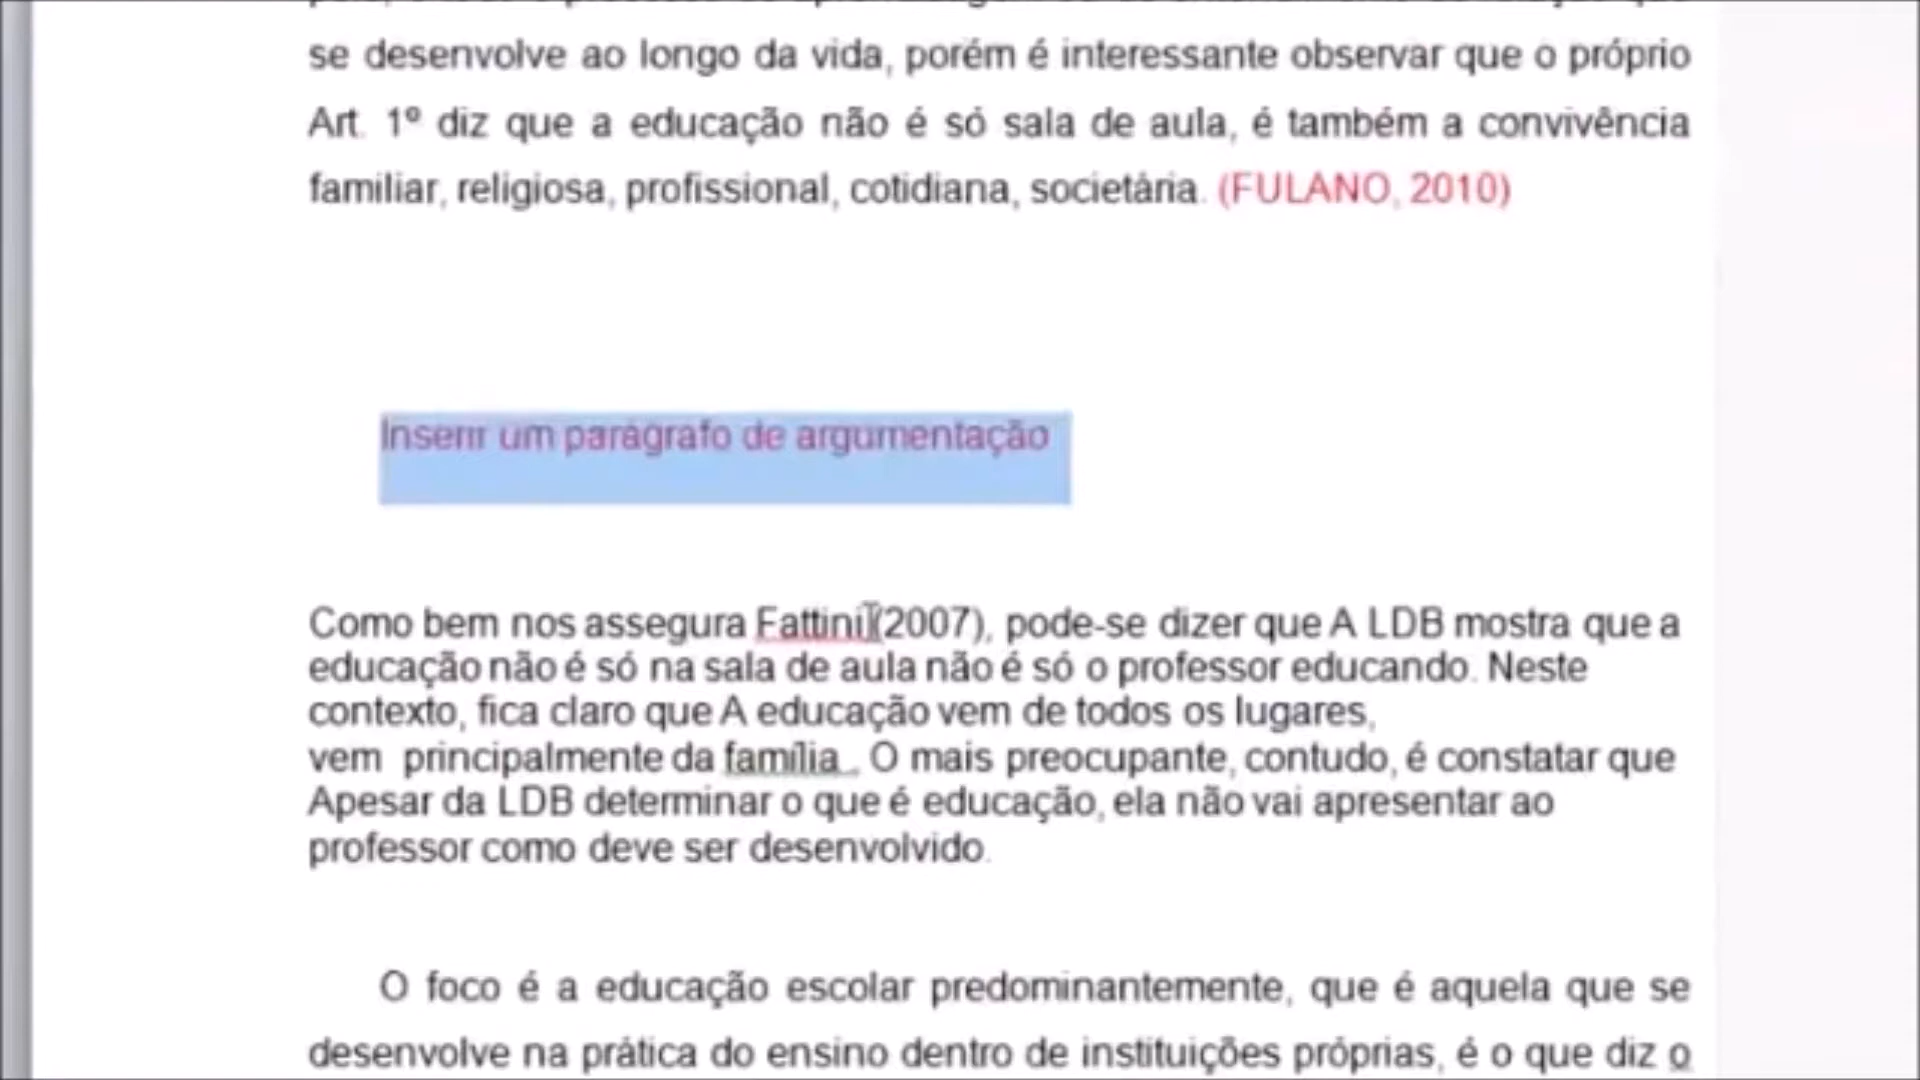 se desenvolve ao longo da vida, porém é interessante observar que o próprio
Art. 1º diz que a educação não é só sala de aula, é também a convivência
familiar, religiosa, profissional, cotidiana, societária. (FULANO, 2010)
Inserir um parágrafo de argumentação
Como bem nos assegura Fattini (2007), pode-se dizer que A LDB mostra que a
educação não é só na sala de aula não é só o professor educando. Neste
contexto, fica claro que A educação vem de todos os lugares,
vem principalmente da família . O mais preocupante, contudo, é constatar que
Apesar da LDB determinar o que é educação, ela não vai apresentar ao
professor como deve ser desenvolvido.
O foco é a educação escolar predominantemente, que é aquela que se
desenvolve na prática do ensino dentro de instituições próprias, é o que diz o